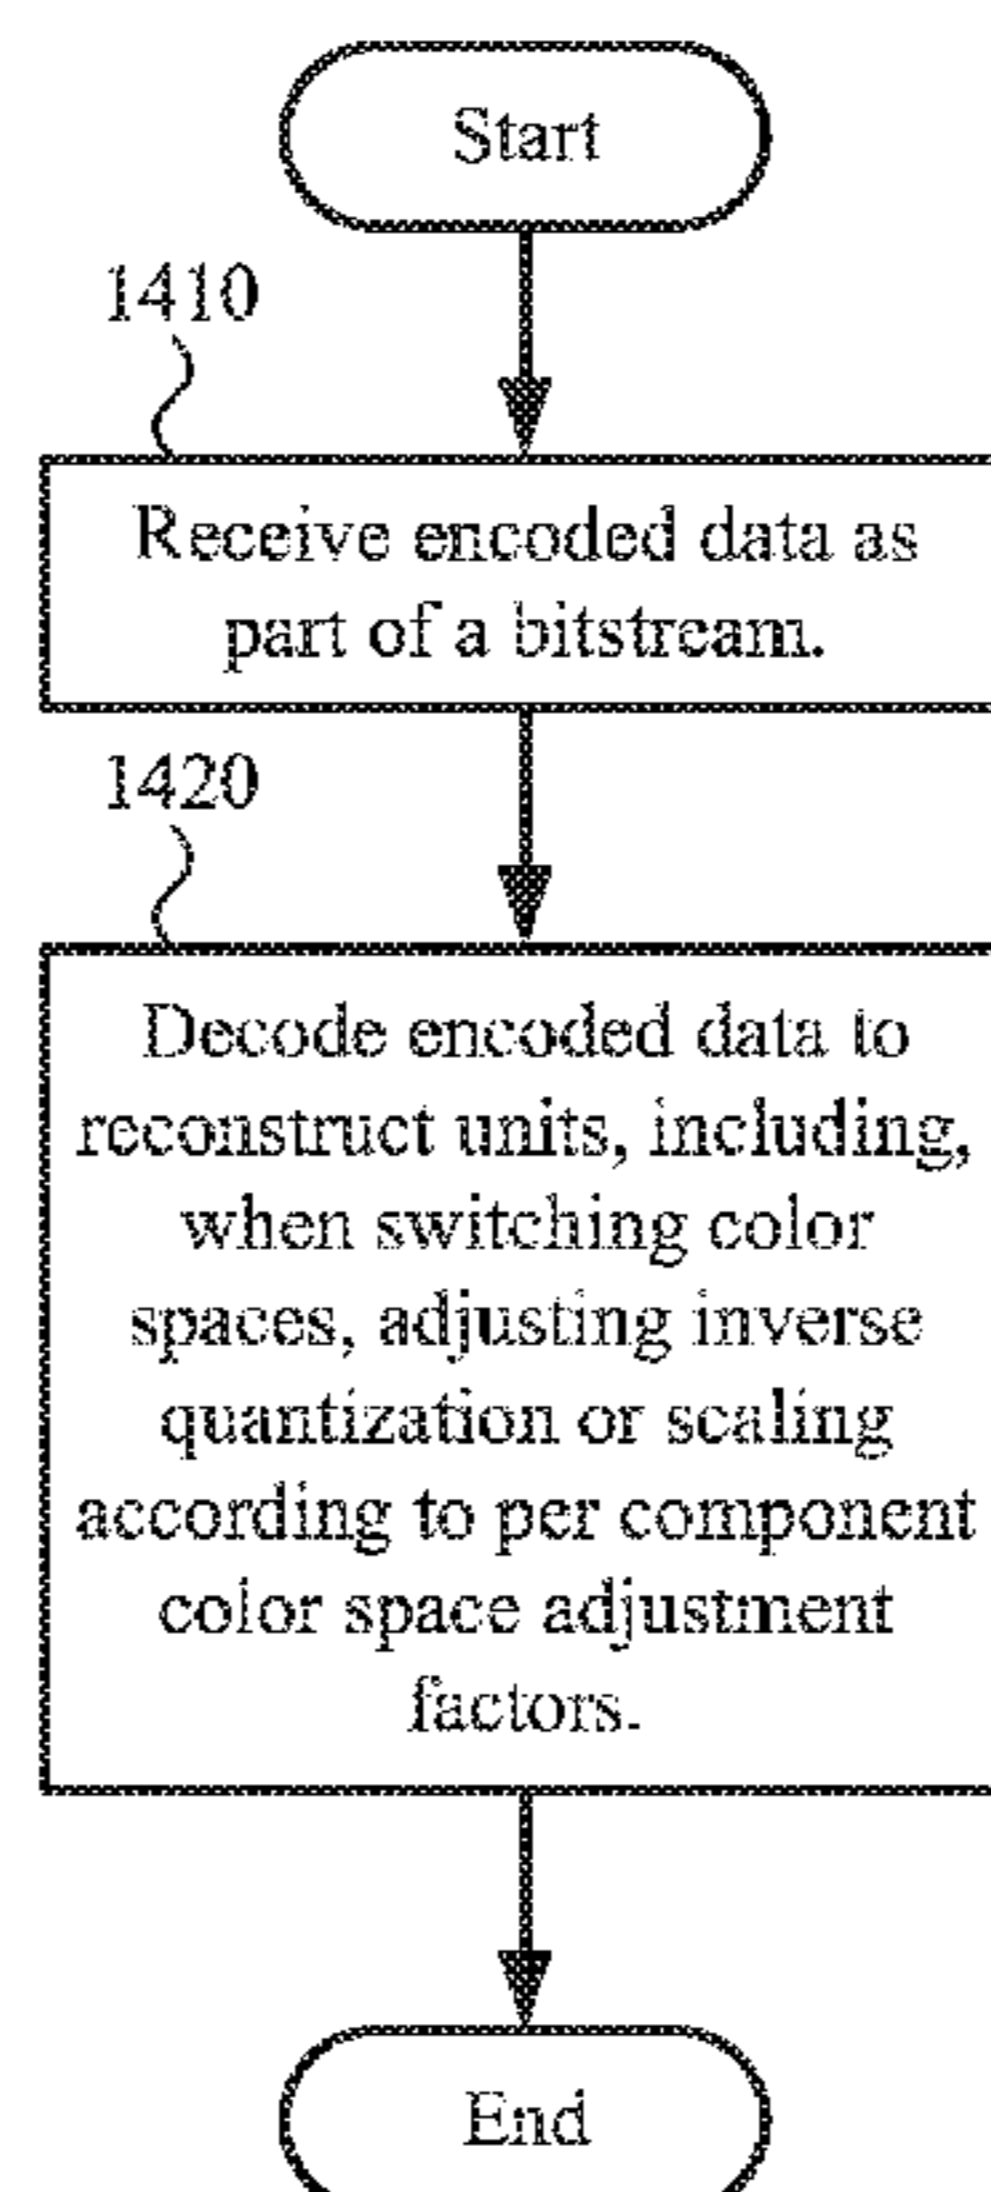 Start
1410
Receive encoded data as
part of a bitstream.
1420
Decode encoded data to
reconstruct units, including,
when switching color
spaces, adjusting inverse
quantization or scaling
according to per component
color space adjustment
factors.
End